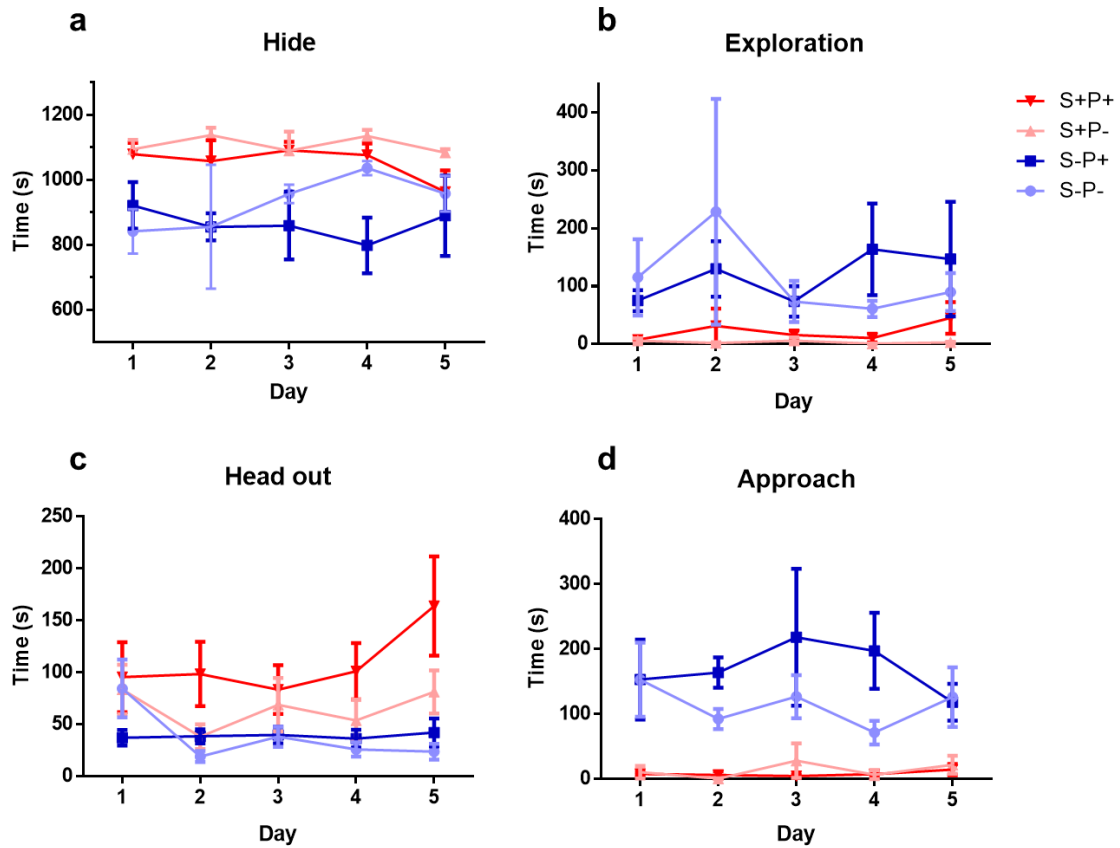 a
Hide
Time (s)
1200
1000
800
600
1 2 3 4 5
Day
b
Exploration
Time (s)
400
300
200
100
0
1 2 3 4 5
Day
S+P+
S+P-
S-P+
S-P-
c
Head out
Time (s)
250
200
150
100
50
0
1 2 3 4 5
Day
d
Approach
Time (s)
400
300
200
100
0
1 2 3 4 5
Day